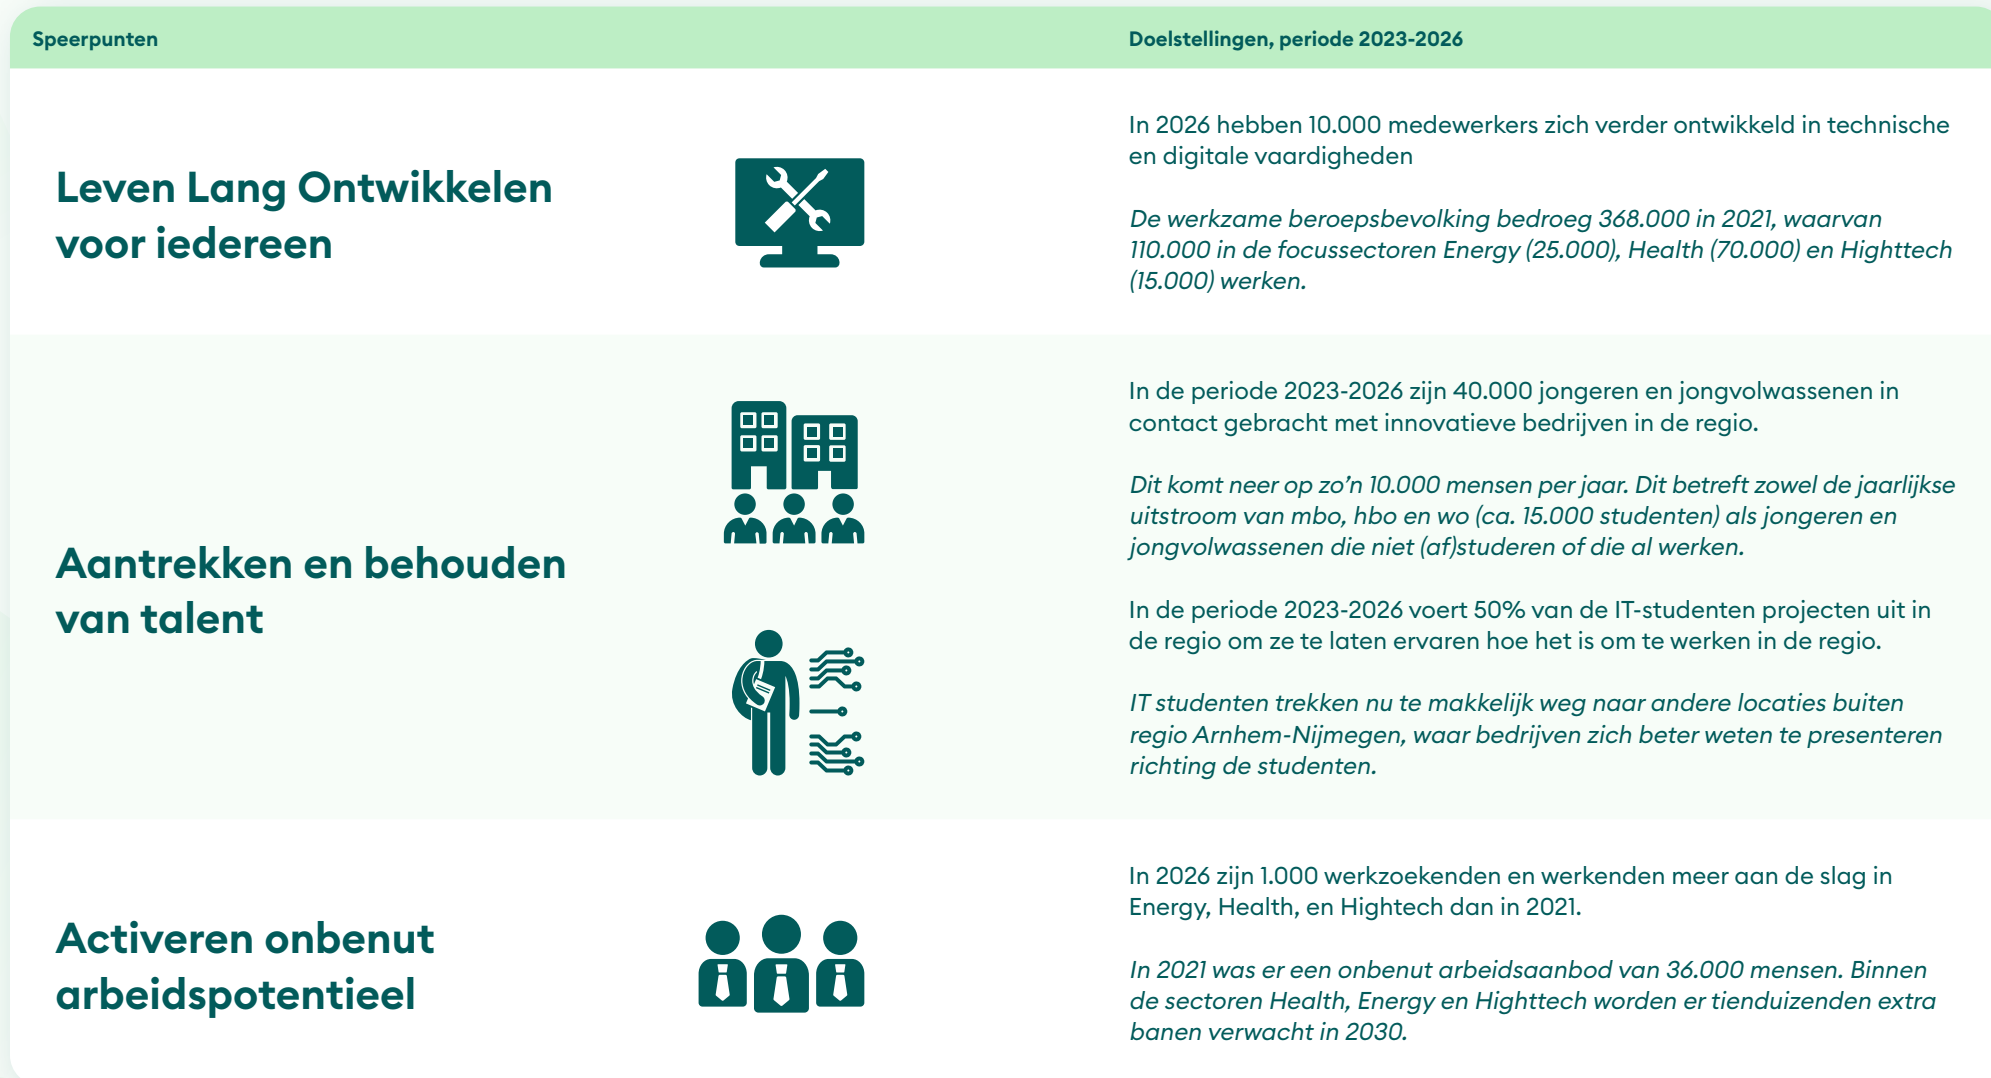 Speerpunten
Doelstellingen, periode 2023-2026
Leven Lang Ontwikkelen
voor iedereen
In 2026 hebben 10.000 medewerkers zich verder ontwikkeld in technische
en digitale vaardigheden
De werkzame beroepsbevolking bedroeg 368.000 in 2021, waarvan
110.000 in de focussectoren Energy (25.000), Health (70.000) en Highttech
(15.000) werken.
Aantrekken en behouden
van talent
In de periode 2023-2026 zijn 40.000 jongeren en jongvolwassenen in
contact gebracht met innovatieve bedrijven in de regio.
Dit komt neer op zo’n 10.000 mensen per jaar. Dit betreft zowel de jaarlijkse
uitstroom van mbo, hbo en wo (ca. 15.000 studenten) als jongeren en
jongvolwassenen die niet (af)studeren of die al werken.
In de periode 2023-2026 voert 50% van de IT-studenten projecten uit in
de regio om ze te laten ervaren hoe het is om te werken in de regio.
IT studenten trekken nu te makkelijk weg naar andere locaties buiten
regio Arnhem-Nijmegen, waar bedrijven zich beter weten te presenteren
richting de studenten.
Activeren onbenut
arbeidspotentieel
In 2026 zijn 1.000 werkzoekenden en werkenden meer aan de slag in
Energy, Health, en Hightech dan in 2021.
In 2021 was er een onbenut arbeidsaanbod van 36.000 mensen. Binnen
de sectoren Health, Energy en Highttech worden er tienduizenden extra
banen verwacht in 2030.